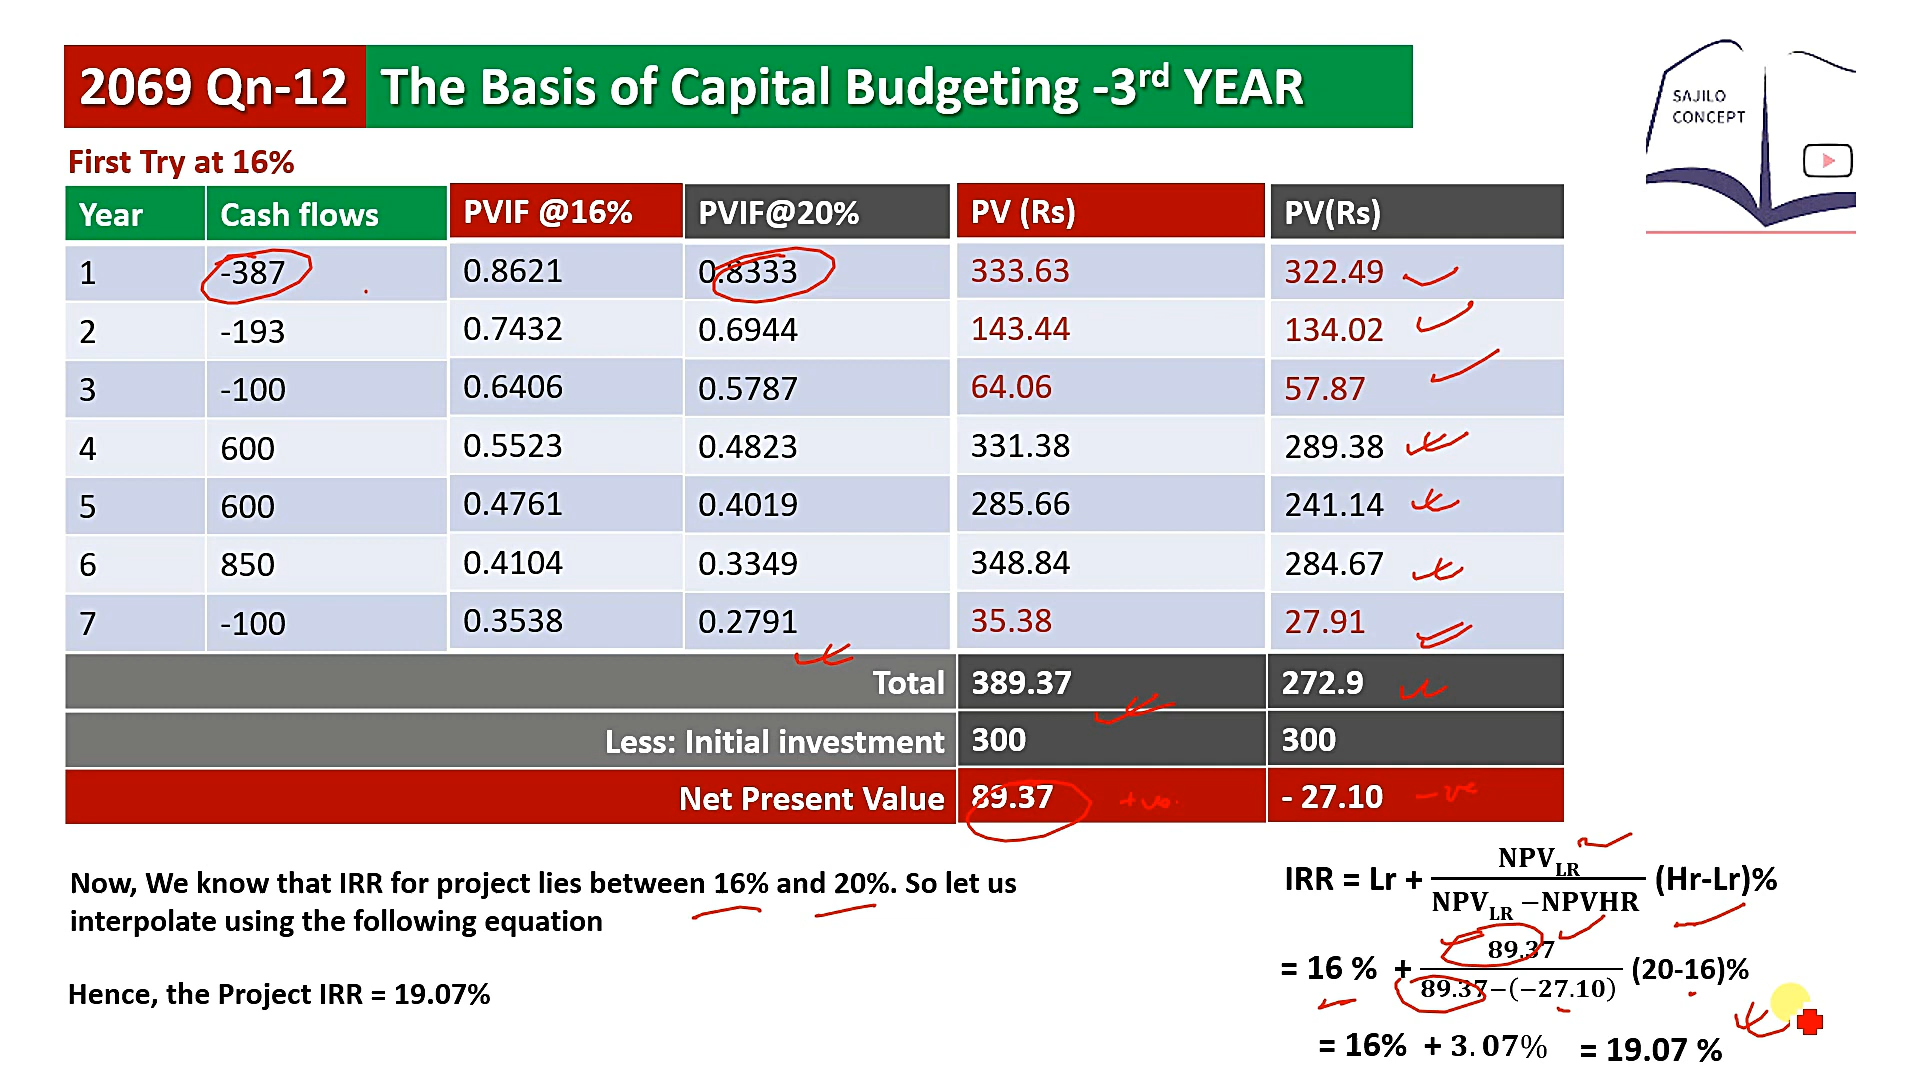 2069 Qn-12 The Basis of Capital Budgeting -3rd YEAR
SAJILO
CONCEPT
First Try at 16%
Year Cash flows PVIF @16% PVIF@20% PV (Rs) PV(Rs)
1 -387 0.8621 0.8333 333.63 322.49
2 -193 0.7432 0.6944 143.44 134.02
3 -100 0.6406 0.5787 64.06 57.87
4 600 0.5523 0.4823 331.38 289.38
5 600 0.4761 0.4019 285.66 241.14
6 850 0.4104 0.3349 348.84 284.67
7 -100 0.3538 0.2791 35.38 27.91
Total 389.37 272.9
Less: Initial investment 300 300
Net Present Value 89.37 +ve - 27.10 -ve
Now, We know that IRR for project lies between 16% and 20%. So let us
interpolate using the following equation
Hence, the Project IRR = 19.07%
NPV LR
IRR = Lr + (Hr-Lr)%
NPV LR −NPVHR
89.37
= 16 % + (20-16)%
89.37−(−27.10)
= 16% + 3.07% = 19.07 %